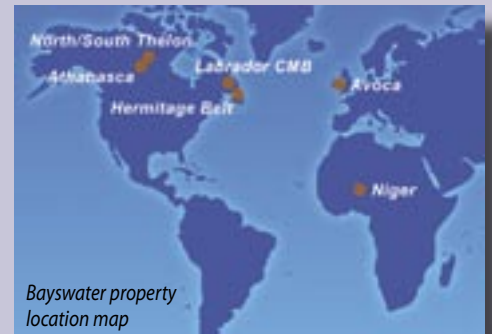 North/South Thelon
Athabasca
Labrador CMB
Hermitage Belt
Avoca
Niger
Bayswater property
location map